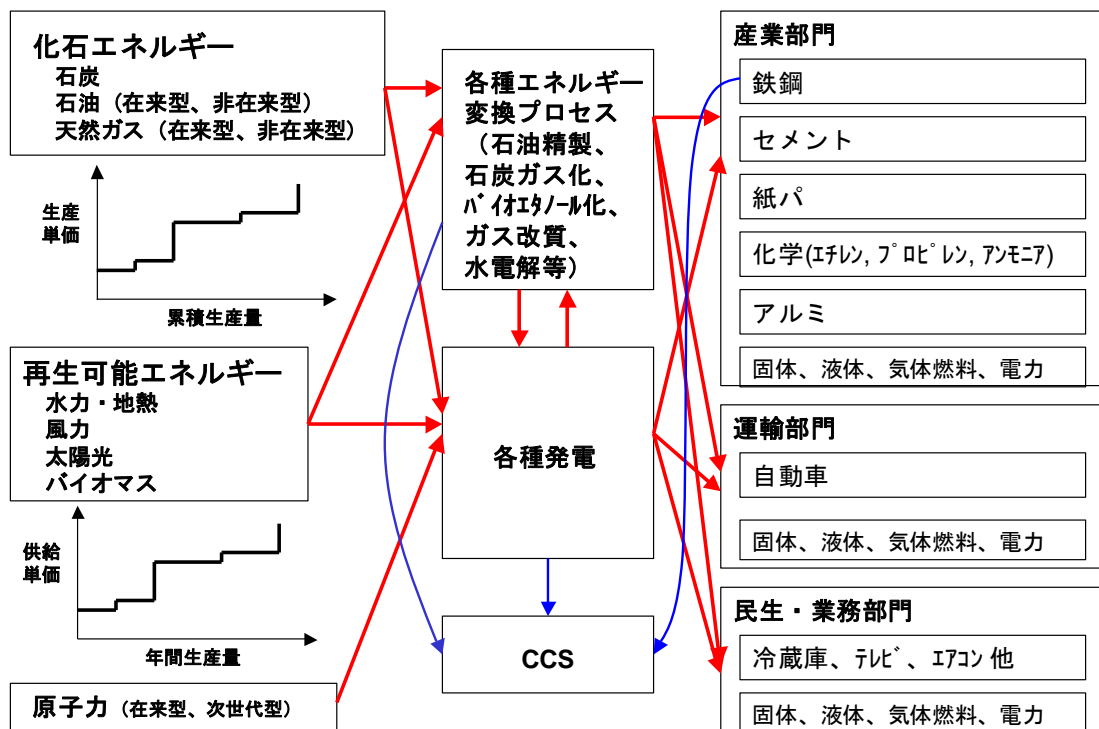 化石エネルギー
石炭
石油（在来型、非在来型）
天然ガス（在来型、非在来型）
生産
単価
累積生産量
再生可能エネルギー
水力・地熱
風力
太陽光
バイオマス
供給
単価
年間生産量
原子力（在来型、次世代型）
各種エネルギー
変換プロセス
（石油精製、
石炭ガス化、
ﾊﾞｲｵｴﾀﾉｰﾙ化、
ガス改質、
水電解等）
各種発電
CCS
産業部門
鉄鋼
セメント
紙パ
化学(ｴﾁﾚﾝ, ﾌﾟﾛﾋﾟﾚﾝ, ｱﾝﾓﾆｱ)
アルミ
固体、液体、気体燃料、電力
運輸部門
自動車
固体、液体、気体燃料、電力
民生・業務部門
冷蔵庫、ﾃﾚﾋﾞ、ｴｱｺﾝ 他
固体、液体、気体燃料、電力